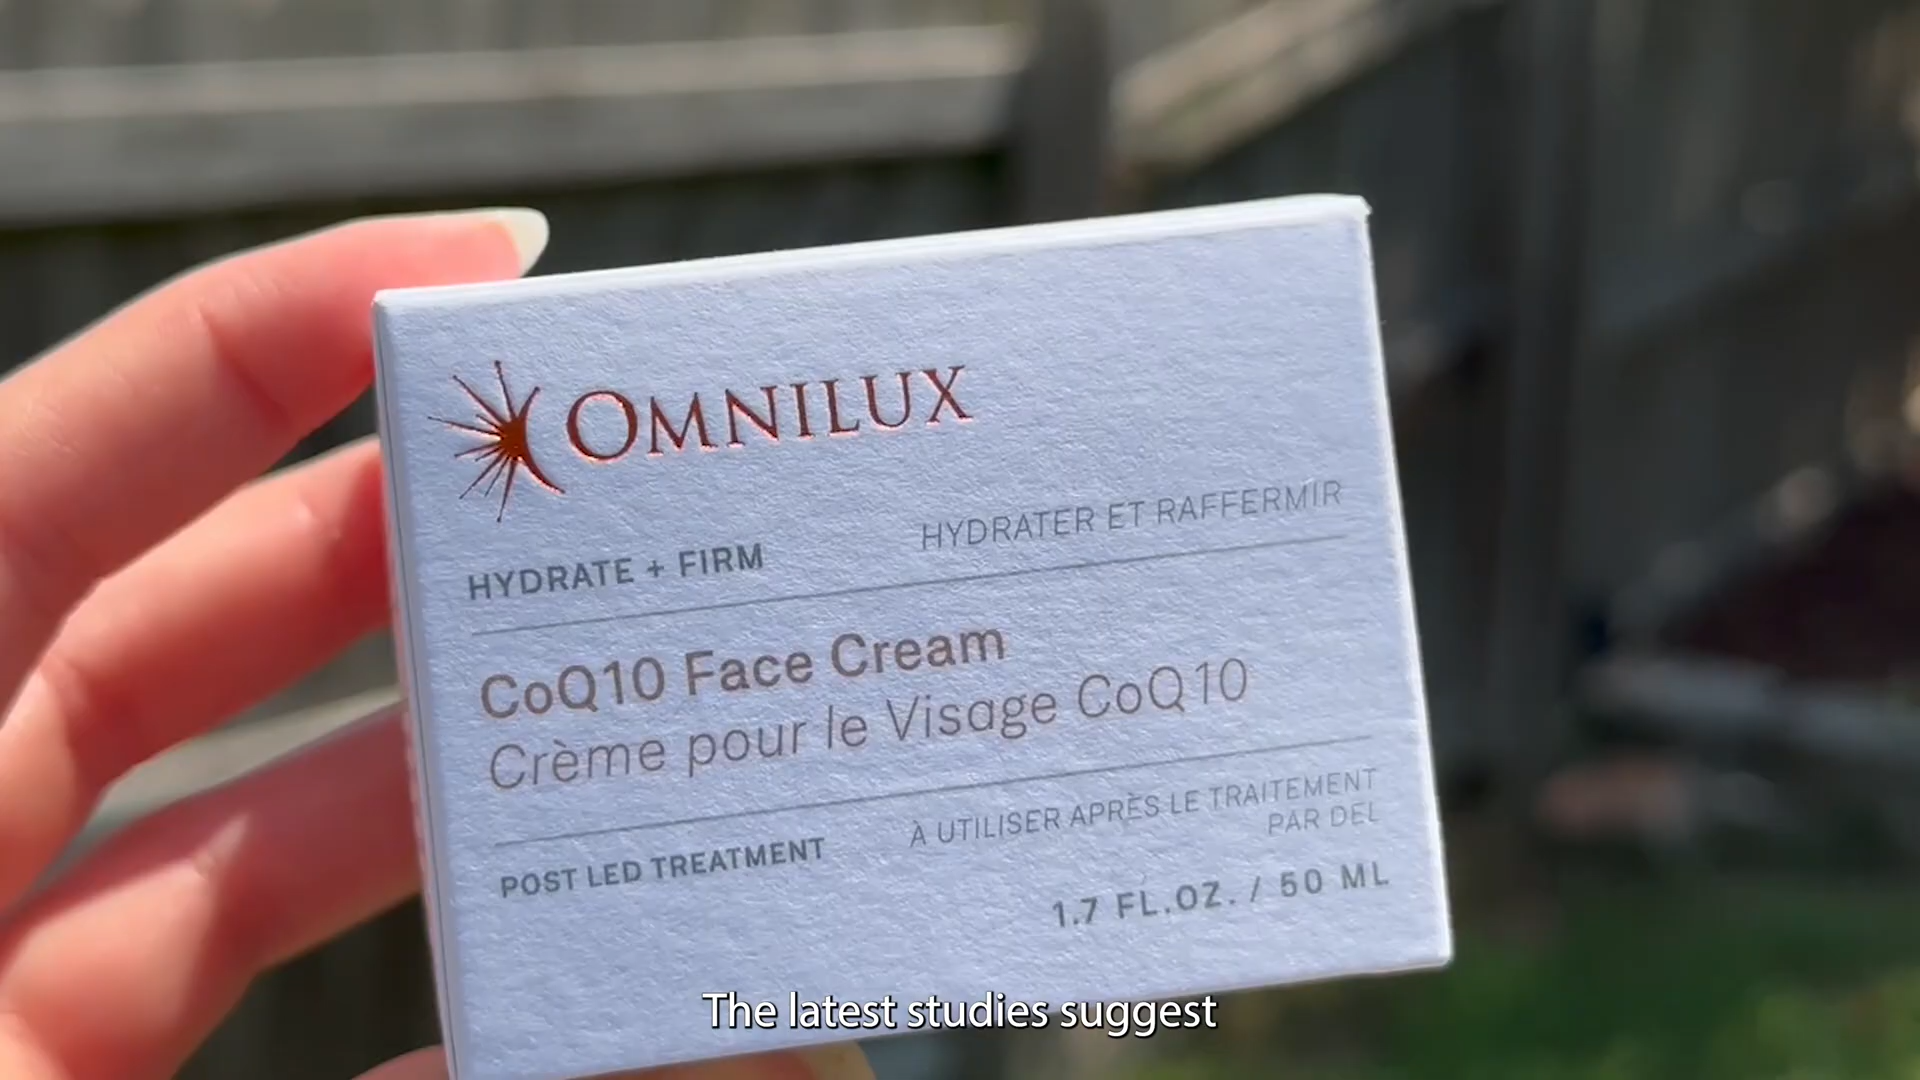 OMNILUX
HYDRATE + FIRM
HYDRATER ET RAFFERMIR
CoQ10 Face Cream
Crème pour le Visage CoQ10
POST LED TREATMENT
À UTILISER APRÈS LE TRAITEMENT
PAR DEL
1.7 FL.OZ. / 50 ML
The latest studies suggest